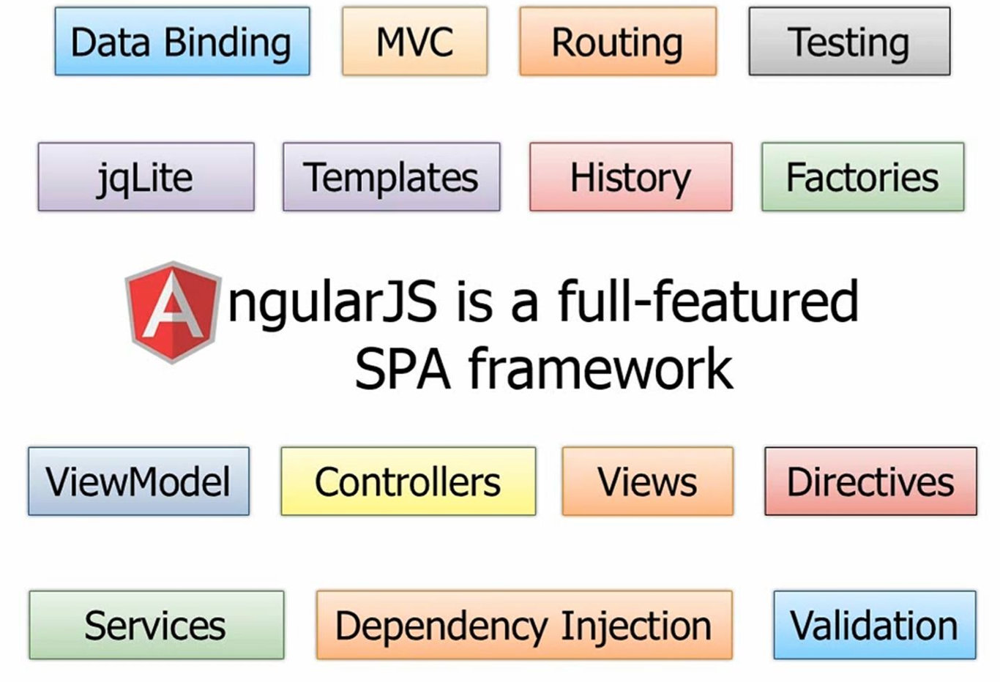 Data Binding MVC Routing Testing
jqLite Templates History Factories
AngularJS is a full-featured
SPA framework
ViewModel Controllers Views Directives
Services Dependency Injection Validation